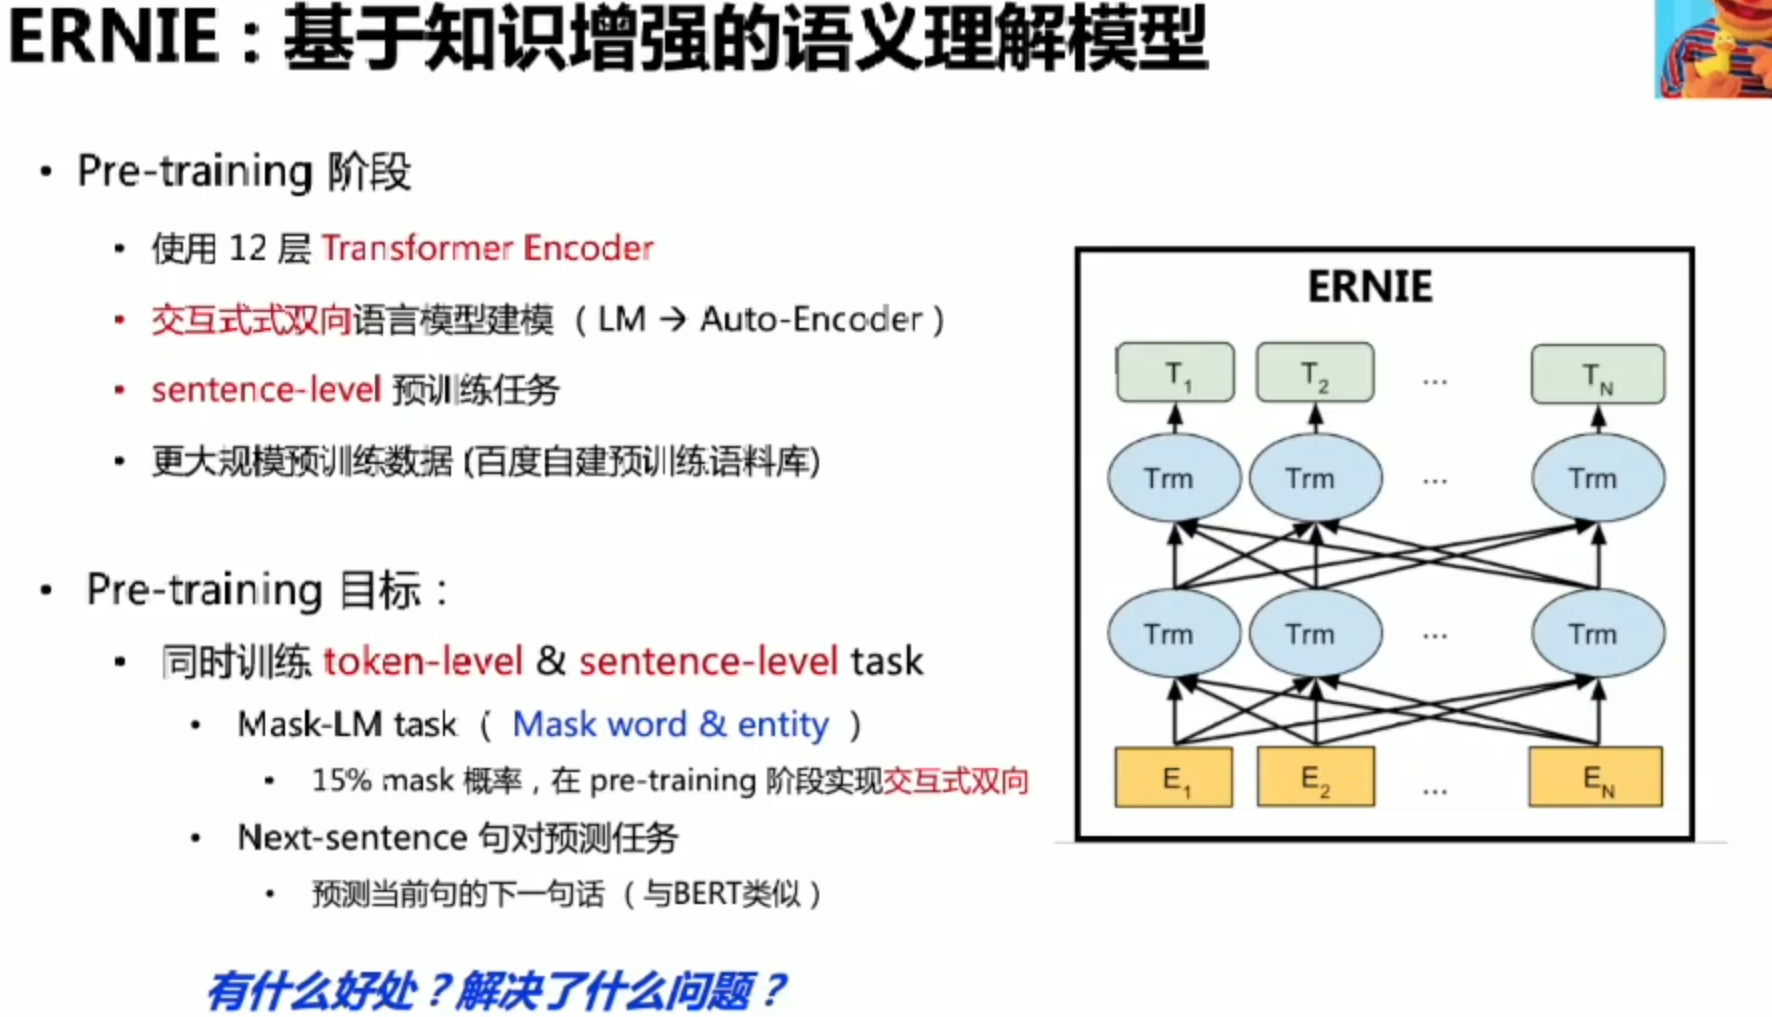 ERNIE：基于知识增强的语义理解模型
• Pre-training 阶段
• 使用 12 层 Transformer Encoder
• 交互式式双向语言模型建模（LM → Auto-Encoder）
• sentence-level 预训练任务
• 更大规模预训练数据 (百度自建预训练语料库)
• Pre-training 目标：
• 同时训练 token-level & sentence-level task
• Mask-LM task（ Mask word & entity ）
• 15% mask 概率，在 pre-training 阶段实现交互式双向
• Next-sentence 句对预测任务
• 预测当前句的下一句话（与BERT类似）
有什么好处？解决了什么问题？
ERNIE
T1 T2 ... TN
Trm Trm ... Trm
Trm Trm ... Trm
E1 E2 ... EN